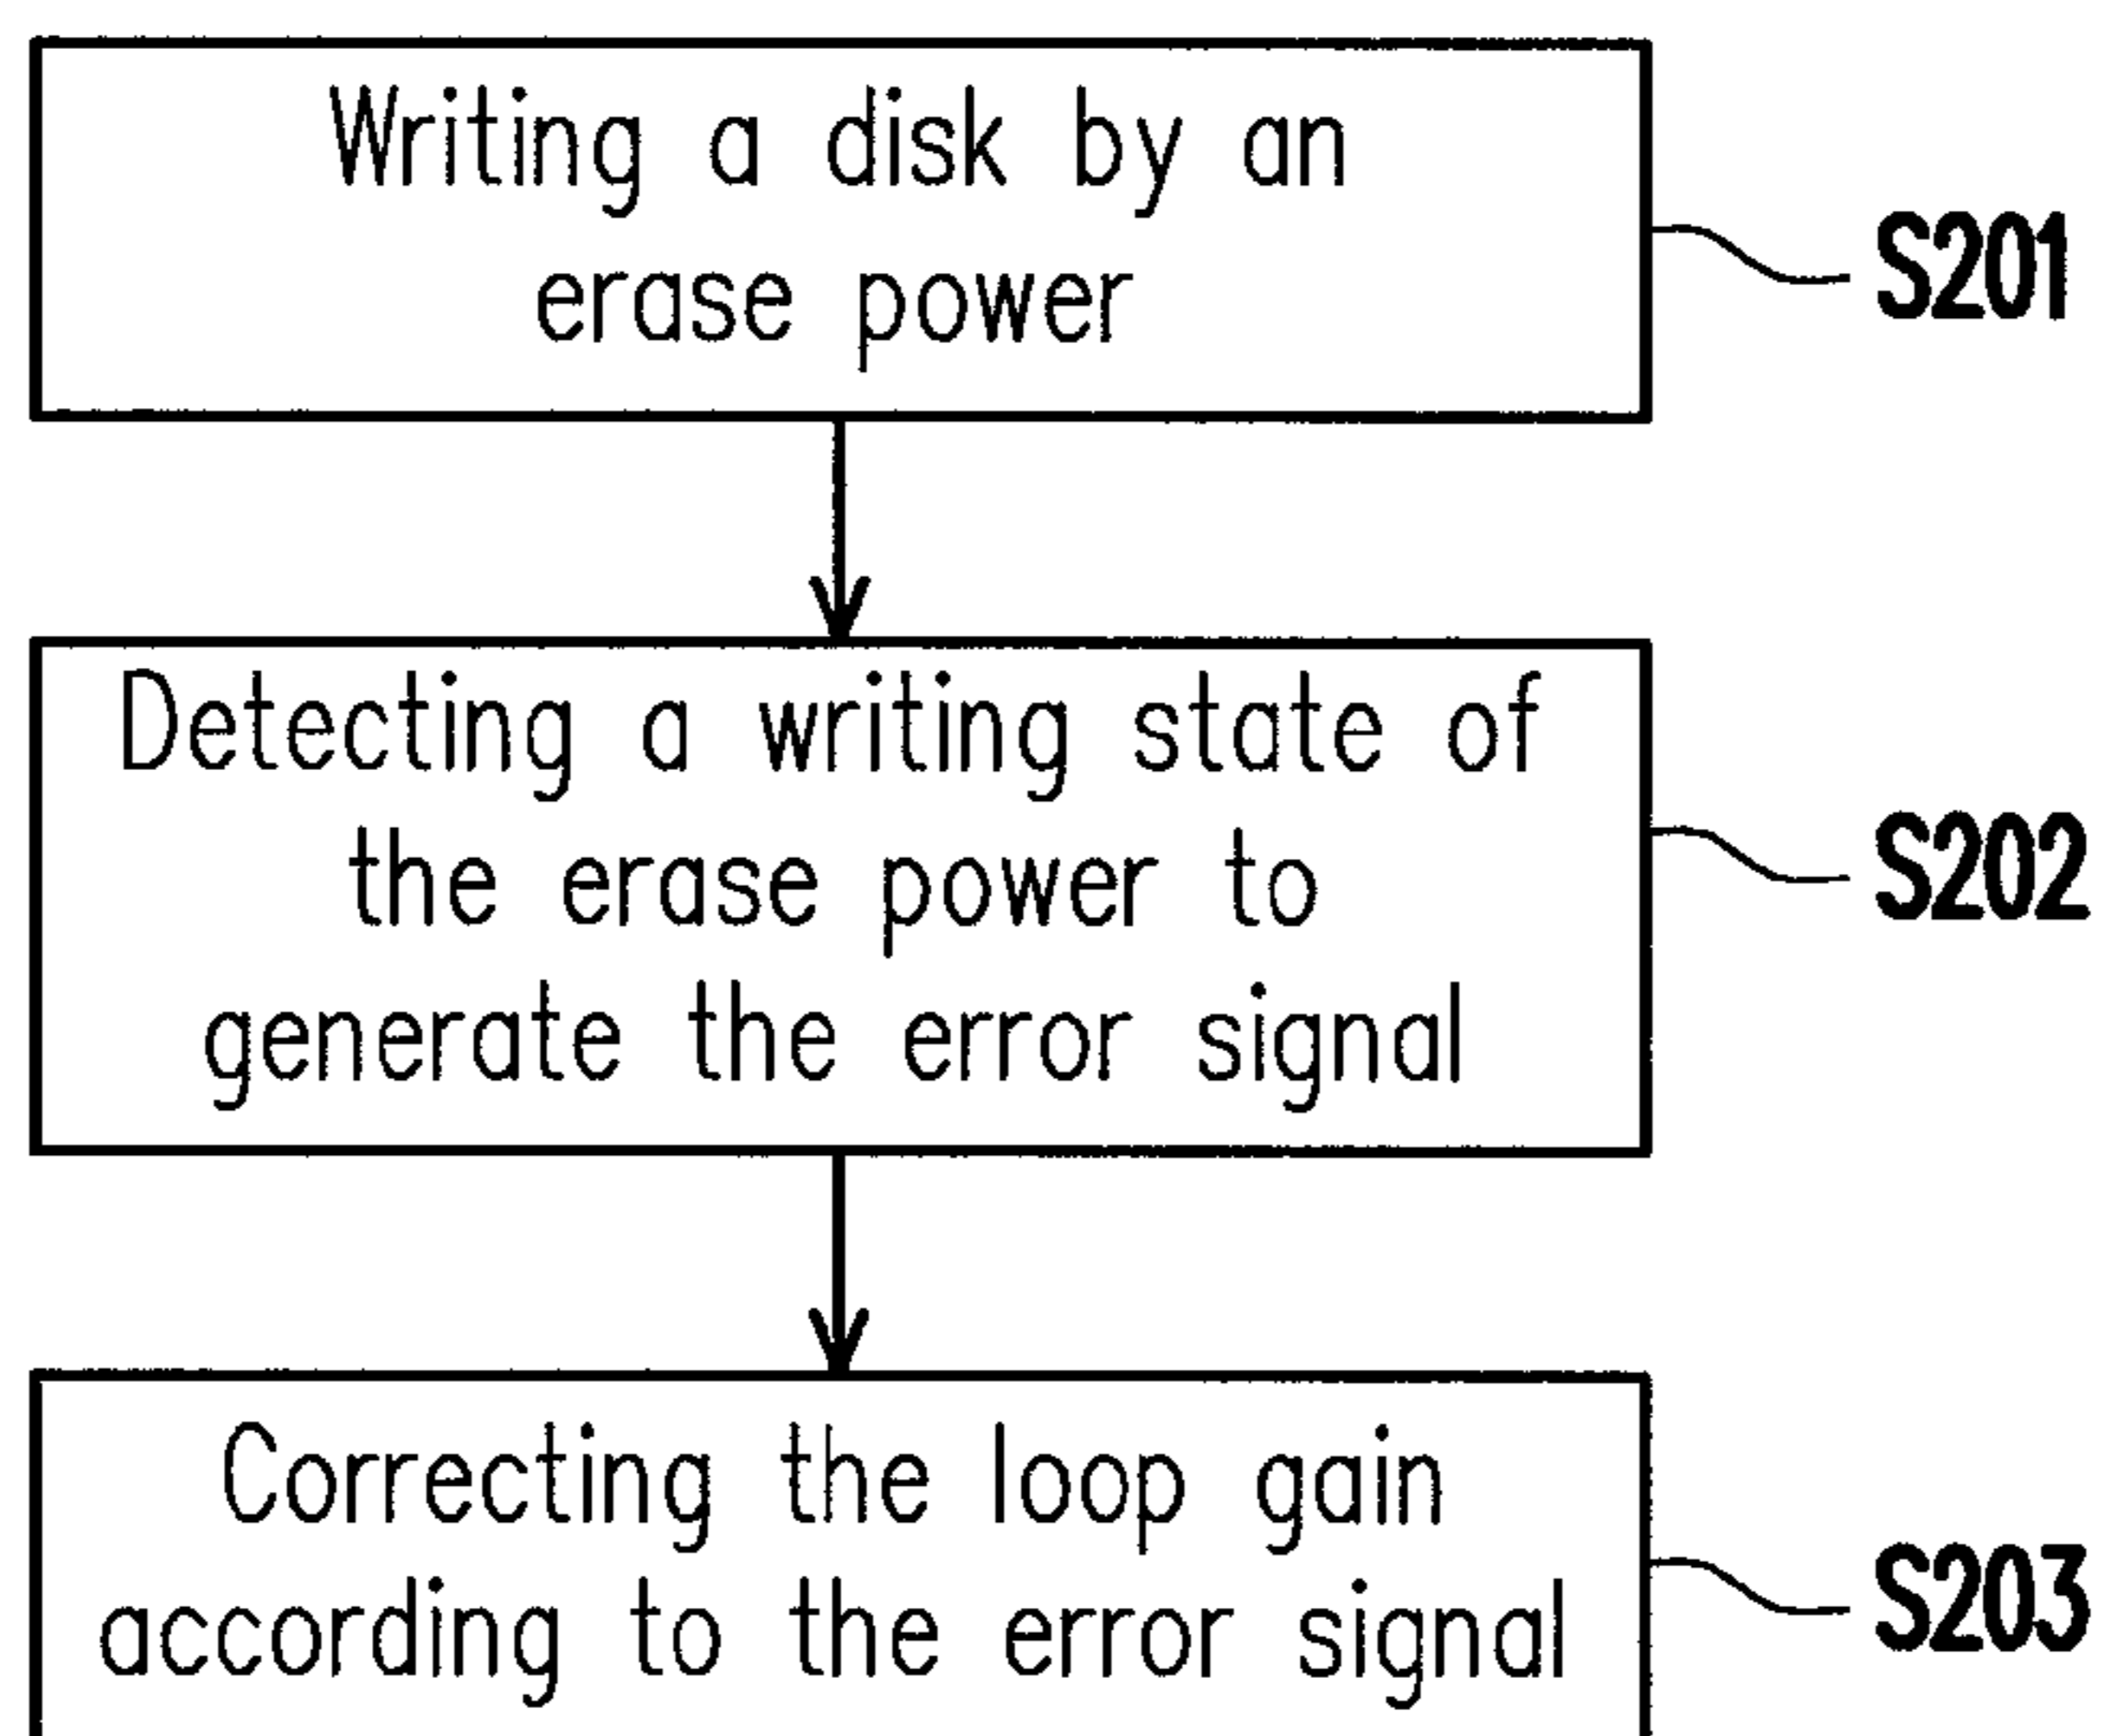 Writing a disk by an
erase power
S201
Detecting a writing state of
the erase power to
generate the error signal
S202
Correcting the loop gain
according to the error signal
S203